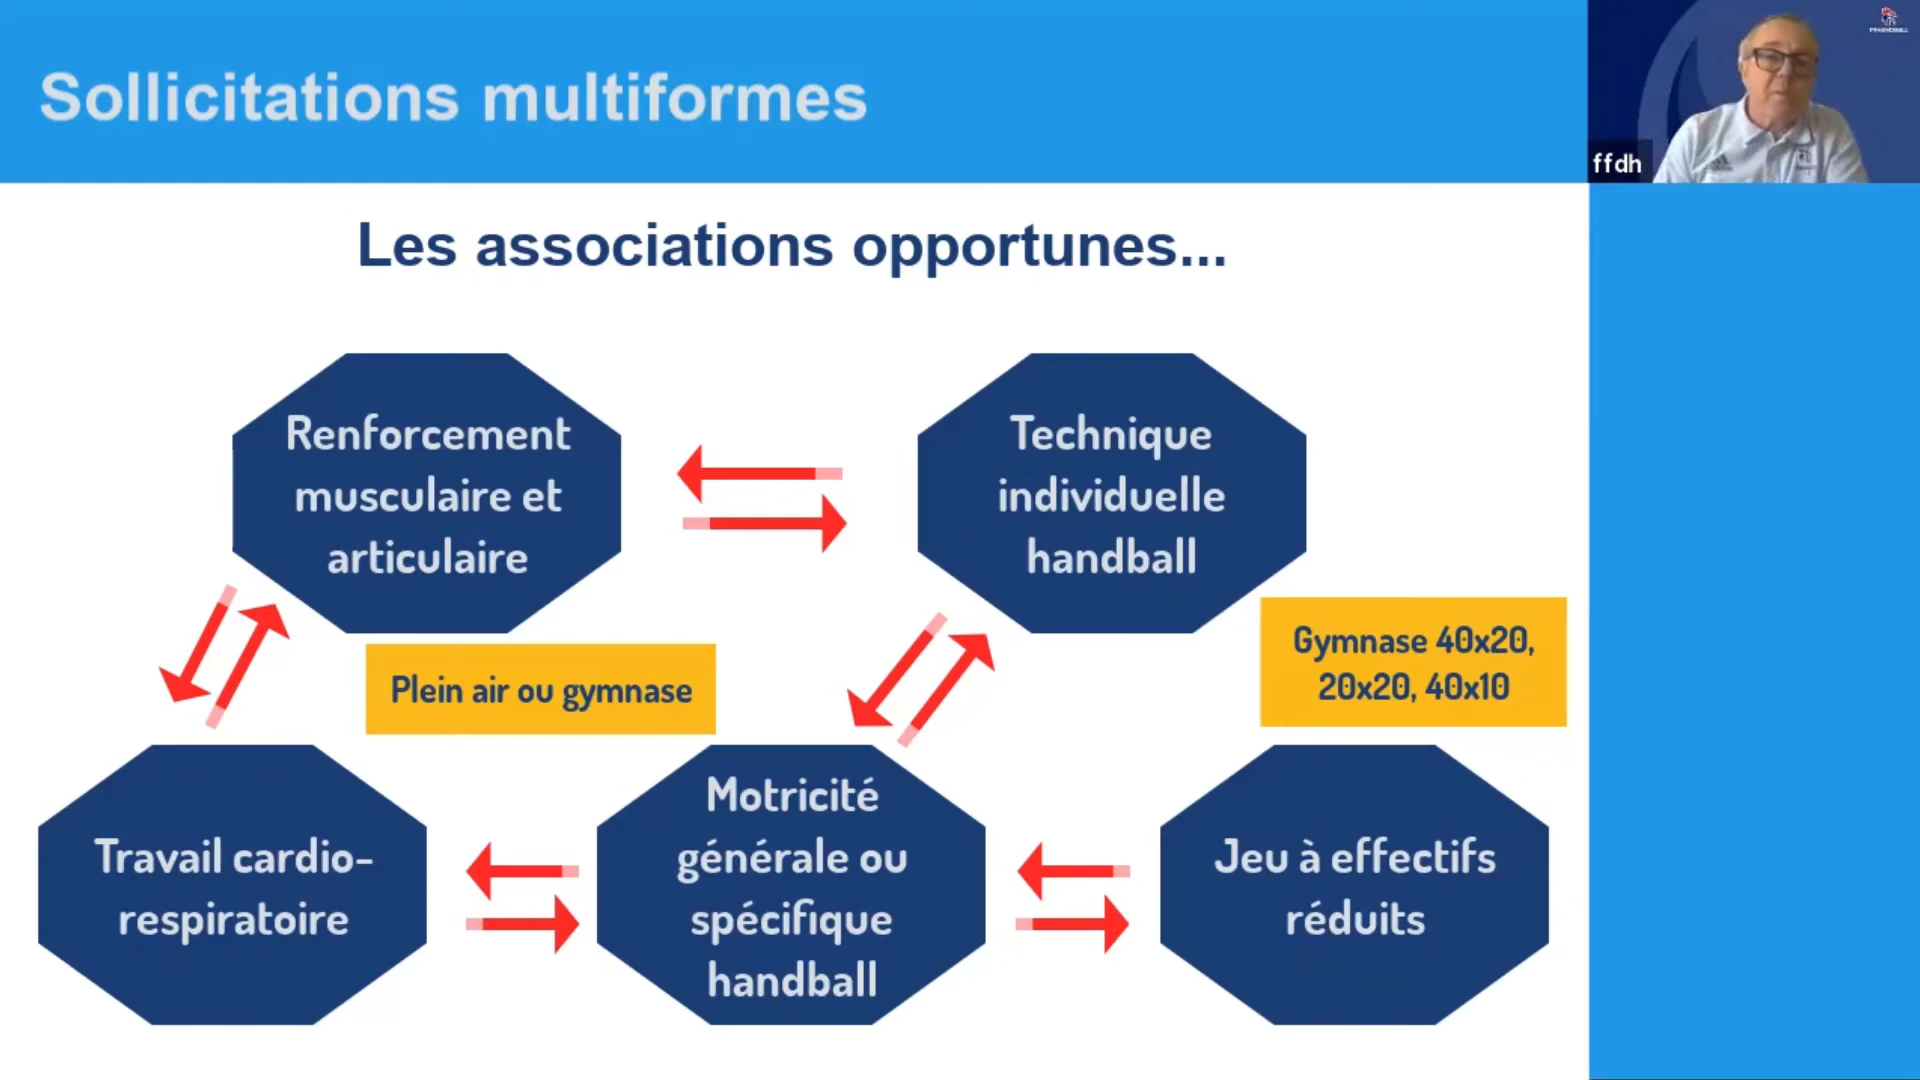 Sollicitations multiformes
ffdh
Les associations opportunes...
Renforcement
musculaire et
articulaire
Technique
individuelle
handball
Plein air ou gymnase
Gymnase 40x20,
20x20, 40x10
Travail cardio-
respiratoire
Motricité
générale ou
spécifique
handball
Jeu à effectifs
réduits